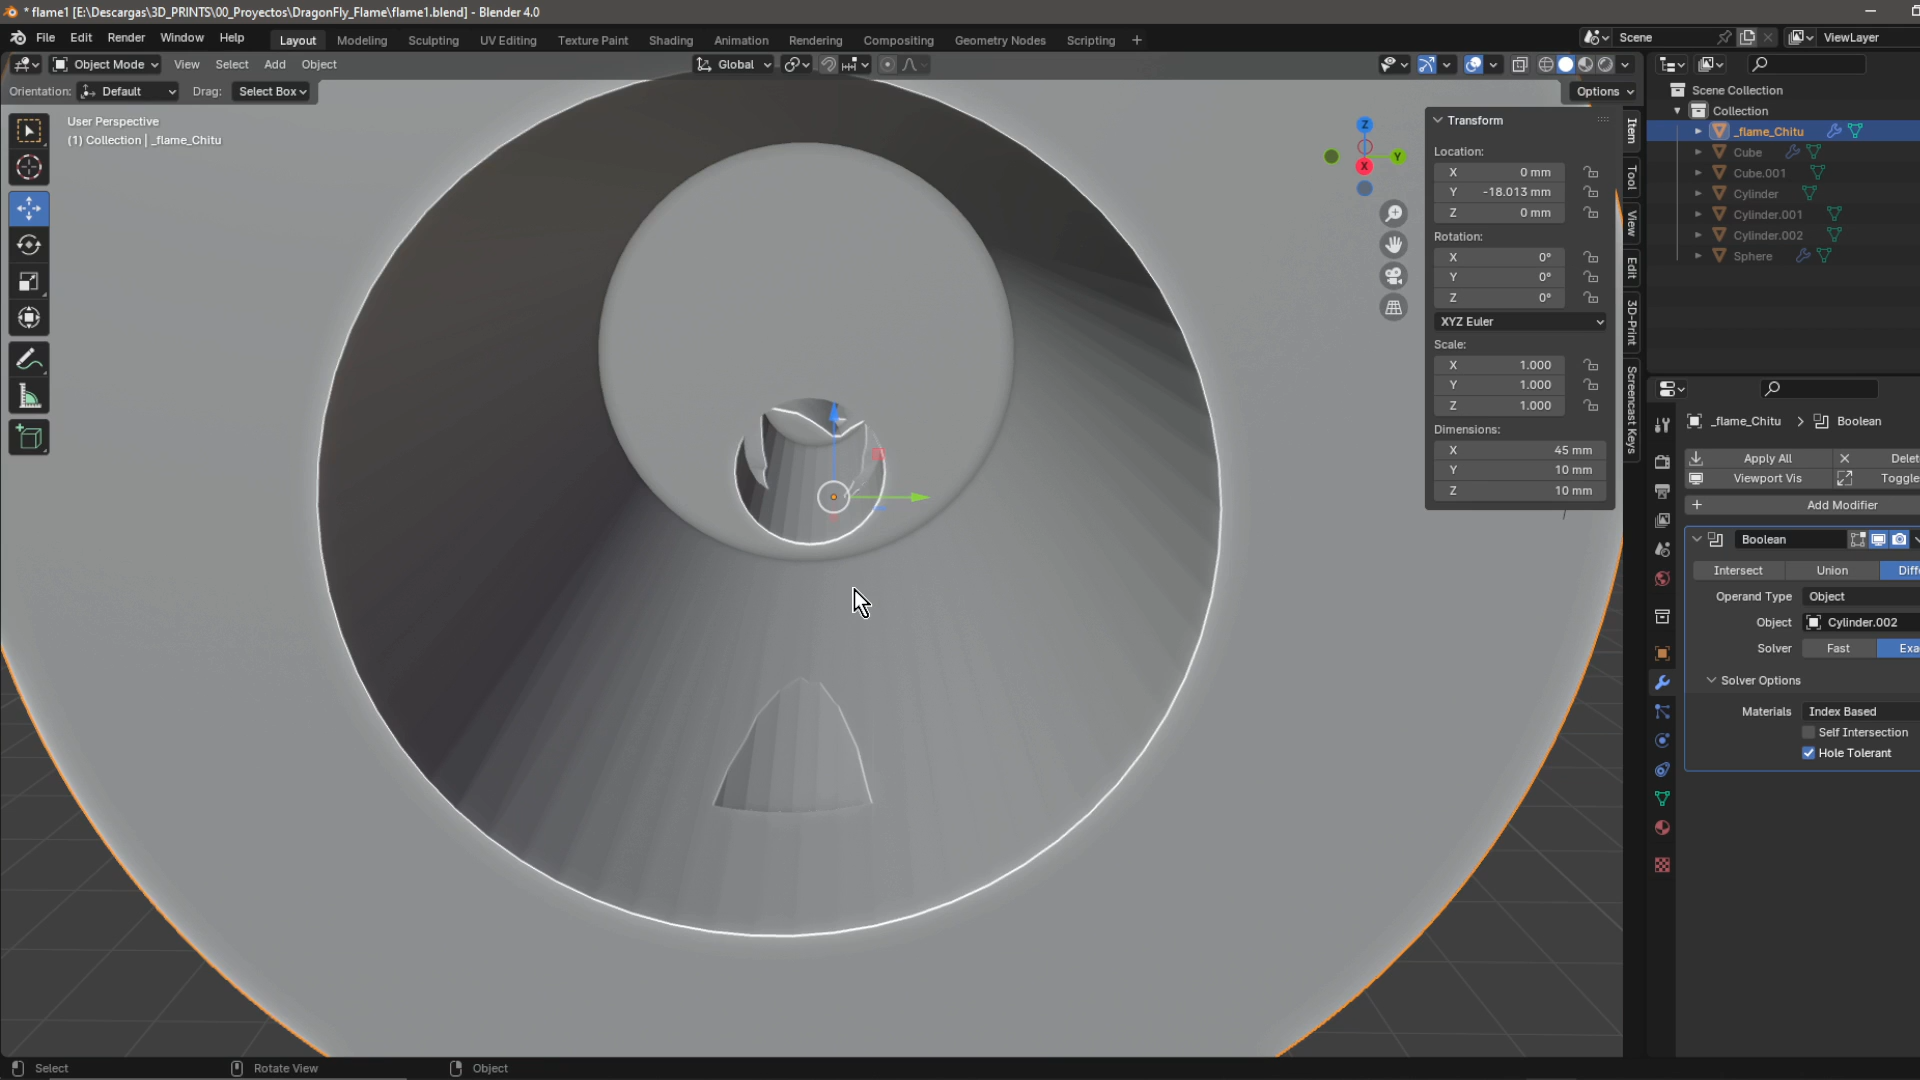 * flame1 [E:\Descargas\3D_PRINTS\00_Proyectos\DragonFly_Flame\flame1.blend] - Blender 4.0
File Edit Render Window Help Layout Modeling Sculpting UV Editing Texture Paint Shading Animation Rendering Compositing Geometry Nodes Scripting + Scene ViewLayer
Object Mode View Select Add Object Global
Orientation: Default Drag: Select Box Options
User Perspective
(1) Collection | _flame_Chitu
Z
Y
X
Transform
Location:
X 0 mm
Y -18.013 mm
Z 0 mm
Rotation:
X 0°
Y 0°
Z 0°
XYZ Euler
Scale:
X 1.000
Y 1.000
Z 1.000
Dimensions:
X 45 mm
Y 10 mm
Z 10 mm
Item
Tool
View
Edit
3D-Print
Screencast Keys
Scene Collection
Collection
_flame_Chitu
Cube
Cube.001
Cylinder
Cylinder.001
Cylinder.002
Sphere
_flame_Chitu > Boolean
Apply All Delet
Viewport Vis Toggle
Add Modifier
Boolean
Intersect Union Diff
Operand Type Object
Object Cylinder.002
Solver Fast Exa
Solver Options
Materials Index Based
Self Intersection
Hole Tolerant
Select Rotate View Object